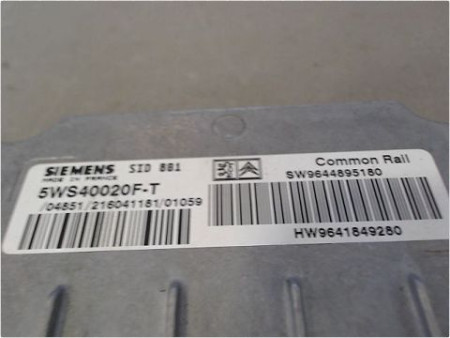 SIEMENS SID 801
MADE IN FRANCE
5WS40020F-T
/04851/216041181/01059
Common Rail
SW9644895180
HW9641849280